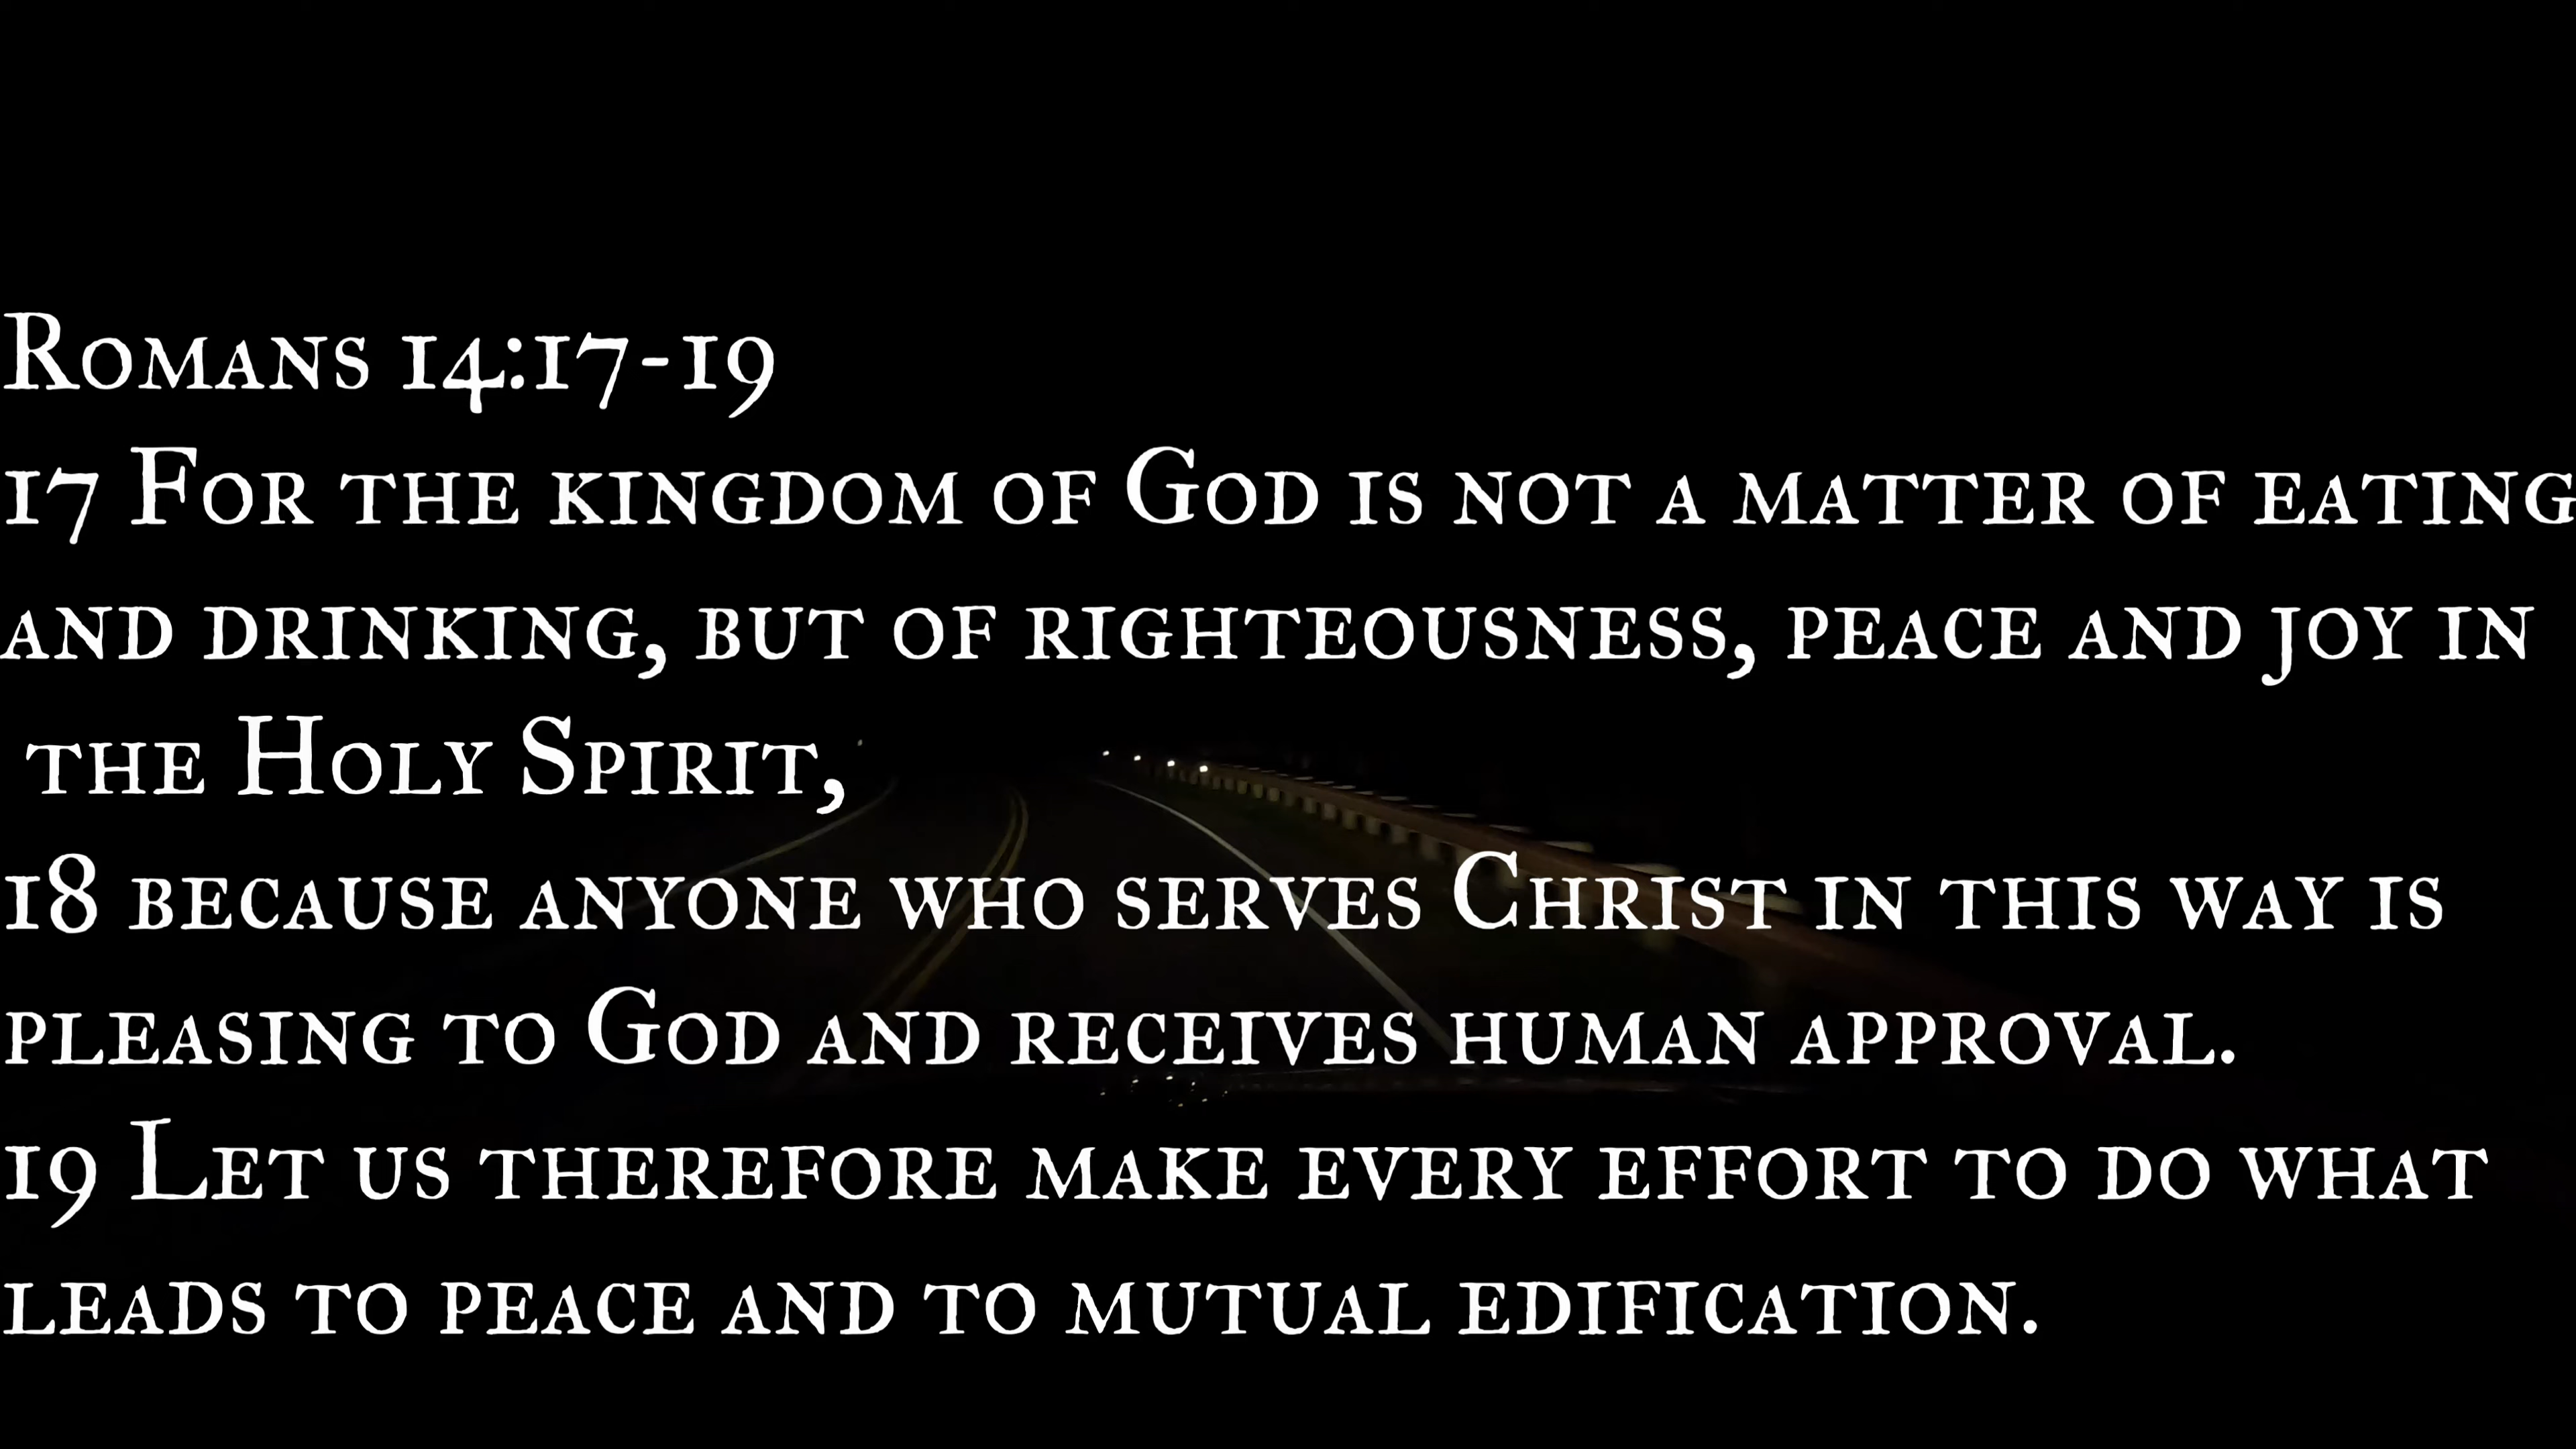 Romans 14:17-19
17 For the kingdom of God is not a matter of eating
and drinking, but of righteousness, peace and joy in
the Holy Spirit,
18 because anyone who serves Christ in this way is
pleasing to God and receives human approval.
19 Let us therefore make every effort to do what
leads to peace and to mutual edification.